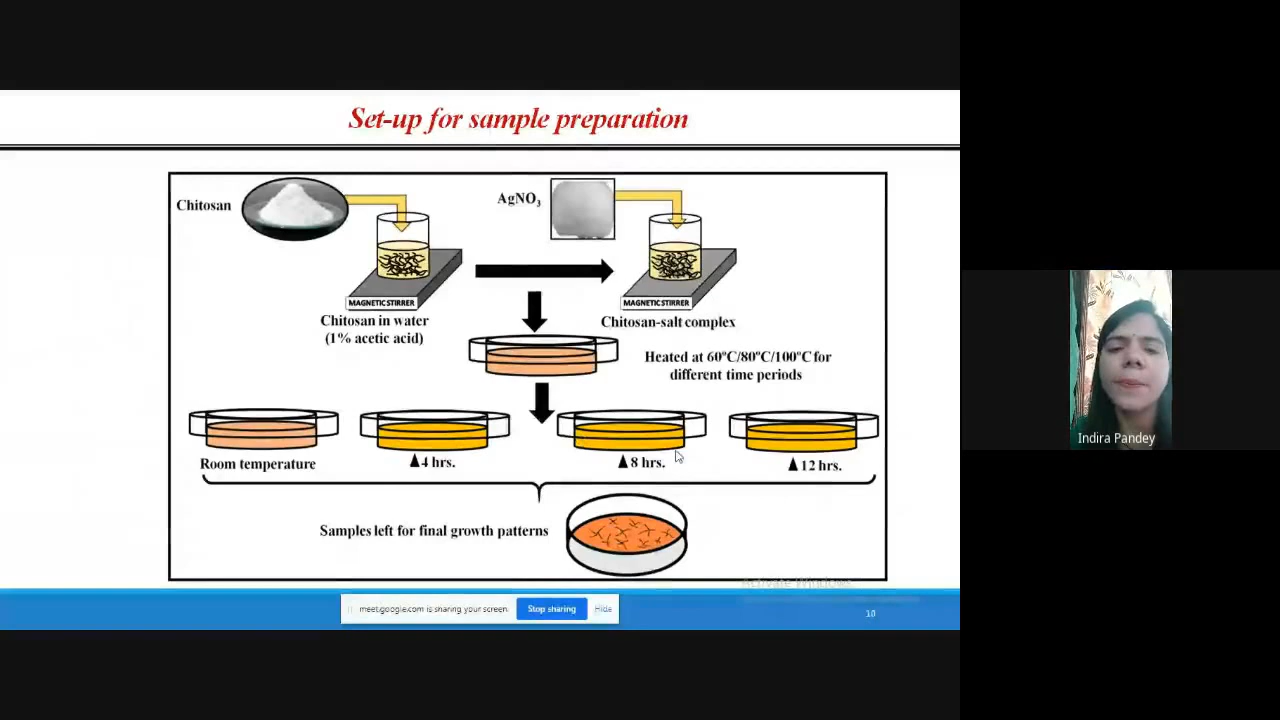 Set-up for sample preparation
Chitosan
AgNO₃
MAGNETIC STIRRER
MAGNETIC STIRRER
Chitosan in water
(1% acetic acid)
Chitosan-salt complex
Heated at 60°C/80°C/100°C for
different time periods
Room temperature
▲4 hrs.
▲8 hrs.
▲12 hrs.
Samples left for final growth patterns
Indira Pandey
Activate Windows
meet.google.com is sharing your screen.
Stop sharing
Hide
10